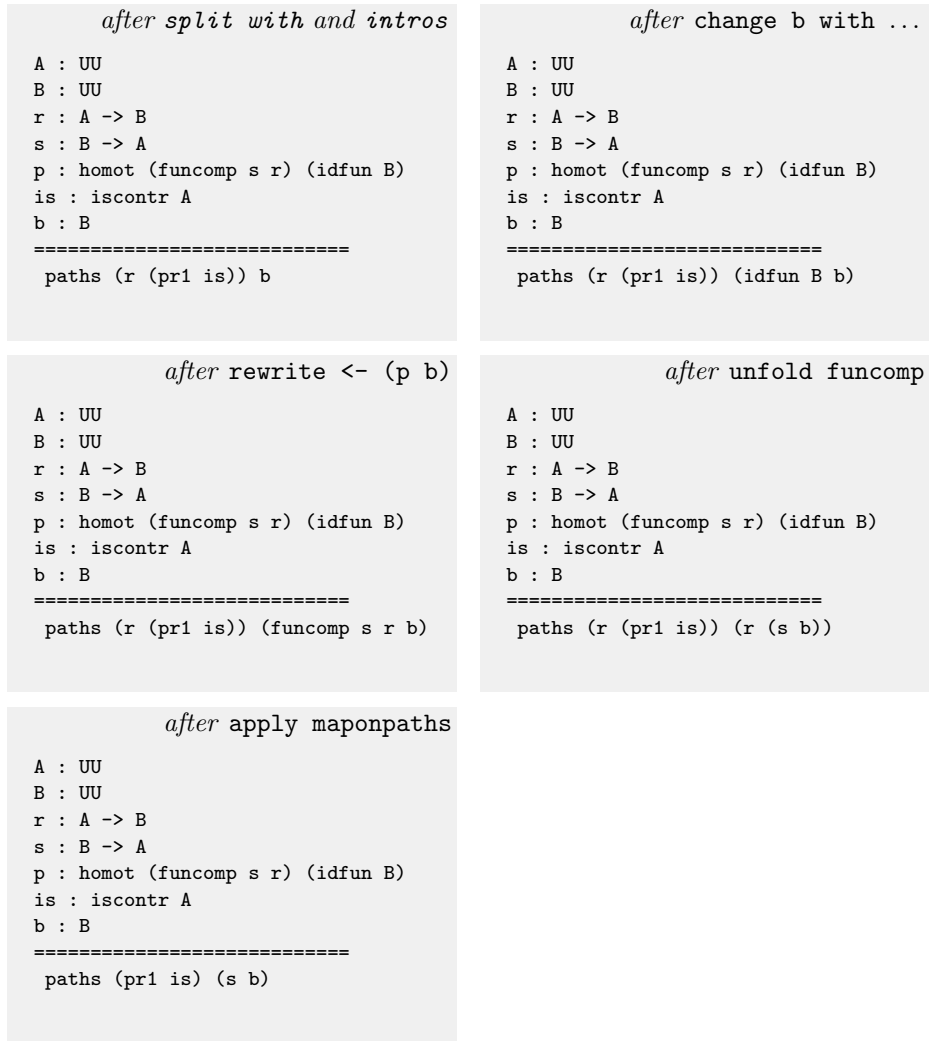 after split with and intros
A : UU
B : UU
r : A -> B
s : B -> A
p : homot (funcomp s r) (idfun B)
is : iscontr A
b : B
============================
paths (r (pr1 is)) b
after change b with ...
A : UU
B : UU
r : A -> B
s : B -> A
p : homot (funcomp s r) (idfun B)
is : iscontr A
b : B
============================
paths (r (pr1 is)) (idfun B b)
after rewrite <- (p b)
A : UU
B : UU
r : A -> B
s : B -> A
p : homot (funcomp s r) (idfun B)
is : iscontr A
b : B
============================
paths (r (pr1 is)) (funcomp s r b)
after unfold funcomp
A : UU
B : UU
r : A -> B
s : B -> A
p : homot (funcomp s r) (idfun B)
is : iscontr A
b : B
============================
paths (r (pr1 is)) (r (s b))
after apply maponpaths
A : UU
B : UU
r : A -> B
s : B -> A
p : homot (funcomp s r) (idfun B)
is : iscontr A
b : B
============================
paths (pr1 is) (s b)